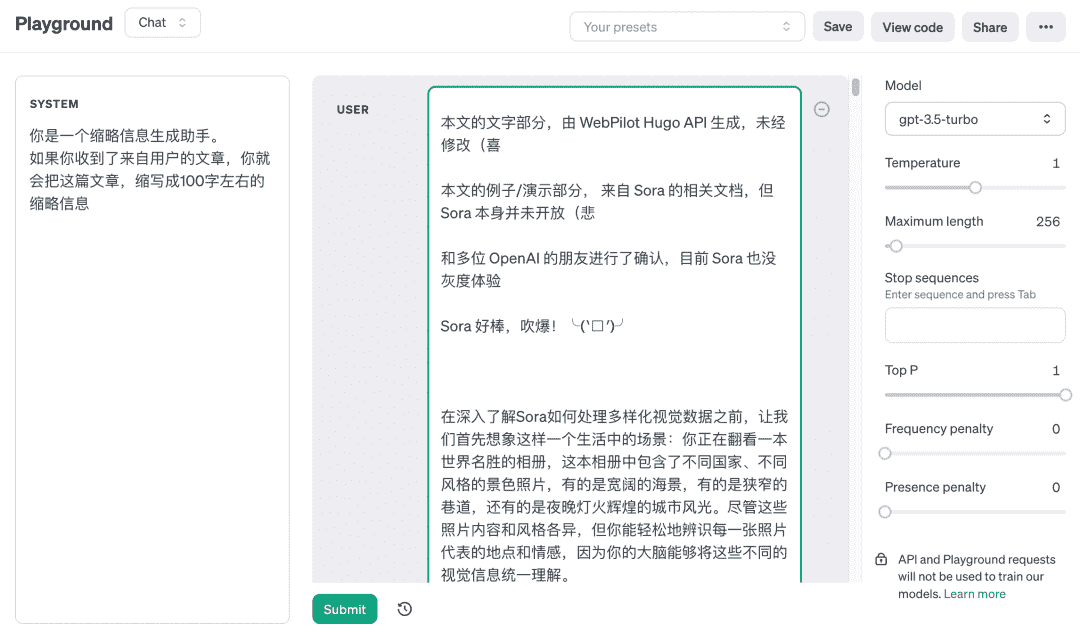 Playground
Chat
Your presets
Save
View code
Share
SYSTEM
你是一个缩略信息生成助手。
如果你收到了来自用户的文章，你就
会把这篇文章，缩写成100字左右的
缩略信息
USER
本文的文字部分，由 WebPilot Hugo API 生成，未经
修改（喜
本文的例子/演示部分， 来自 Sora 的相关文档，但
Sora 本身并未开放（悲
和多位 OpenAI 的朋友进行了确认，目前 Sora 也没
灰度体验
Sora 好棒，吹爆！ ╰(‵□′)╯
在深入了解Sora如何处理多样化视觉数据之前，让我
们首先想象这样一个生活中的场景：你正在翻看一本
世界名胜的相册，这本相册中包含了不同国家、不同
风格的景色照片，有的是宽阔的海景，有的是狭窄的
巷道，还有的是夜晚灯火辉煌的城市风光。尽管这些
照片内容和风格各异，但你能轻松地辨识每一张照片
代表的地点和情感，因为你的大脑能够将这些不同的
视觉信息统一理解。
Submit
Model
gpt-3.5-turbo
Temperature 1
Maximum length 256
Stop sequences
Enter sequence and press Tab
Top P 1
Frequency penalty 0
Presence penalty 0
API and Playground requests
will not be used to train our
models. Learn more